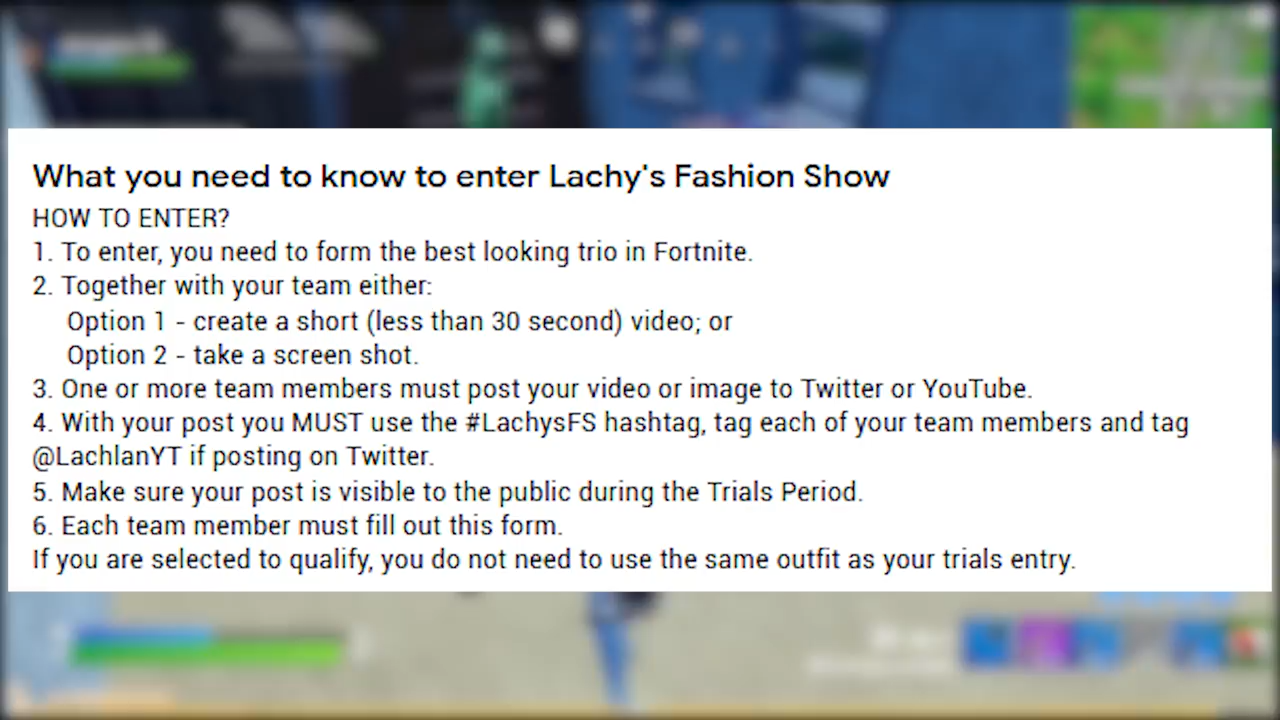 What you need to know to enter Lachy's Fashion Show
HOW TO ENTER?
1. To enter, you need to form the best looking trio in Fortnite.
2. Together with your team either:
Option 1 - create a short (less than 30 second) video; or
Option 2 - take a screen shot.
3. One or more team members must post your video or image to Twitter or YouTube.
4. With your post you MUST use the #LachysFS hashtag, tag each of your team members and tag
@LachlanYT if posting on Twitter.
5. Make sure your post is visible to the public during the Trials Period.
6. Each team member must fill out this form.
If you are selected to qualify, you do not need to use the same outfit as your trials entry.